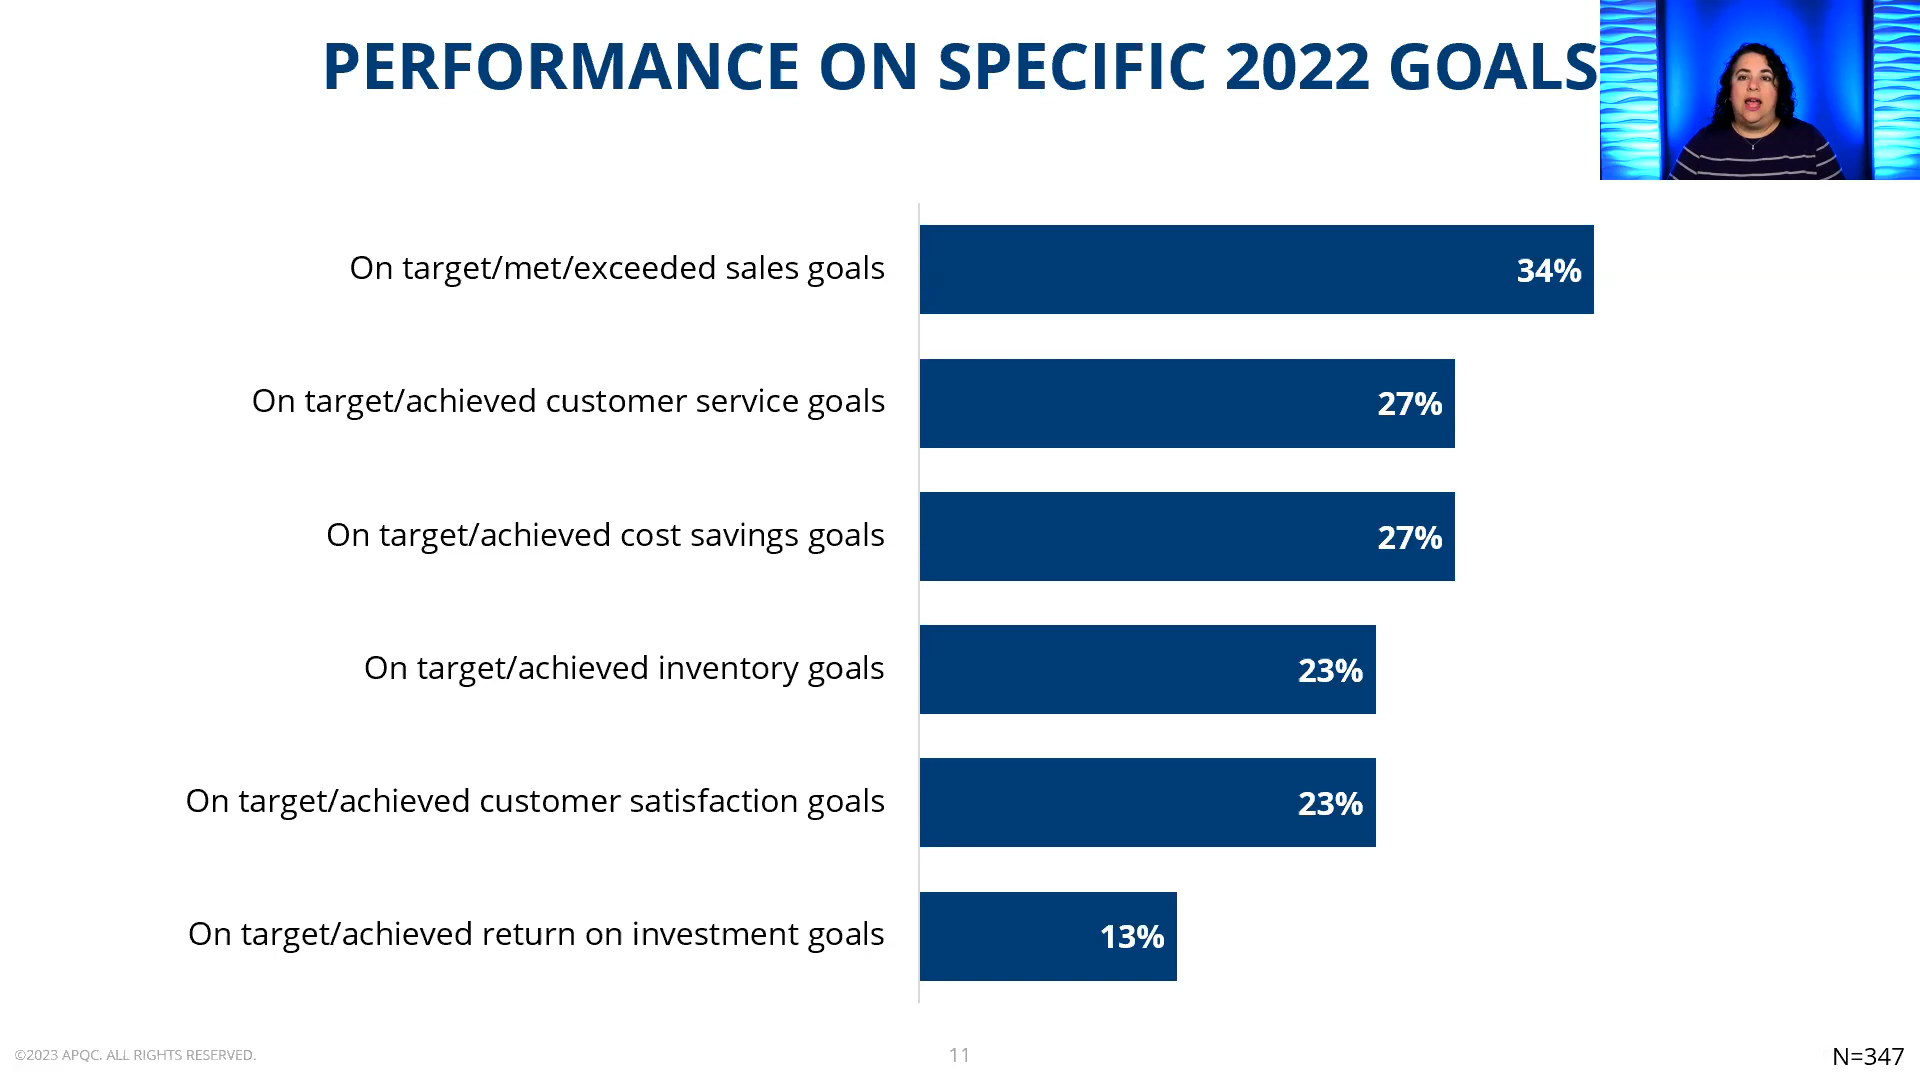 PERFORMANCE ON SPECIFIC 2022 GOALS
On target/met/exceeded sales goals
34%
On target/achieved customer service goals
27%
On target/achieved cost savings goals
27%
On target/achieved inventory goals
23%
On target/achieved customer satisfaction goals
23%
On target/achieved return on investment goals
13%
©2023 APQC. ALL RIGHTS RESERVED.
11
N=347